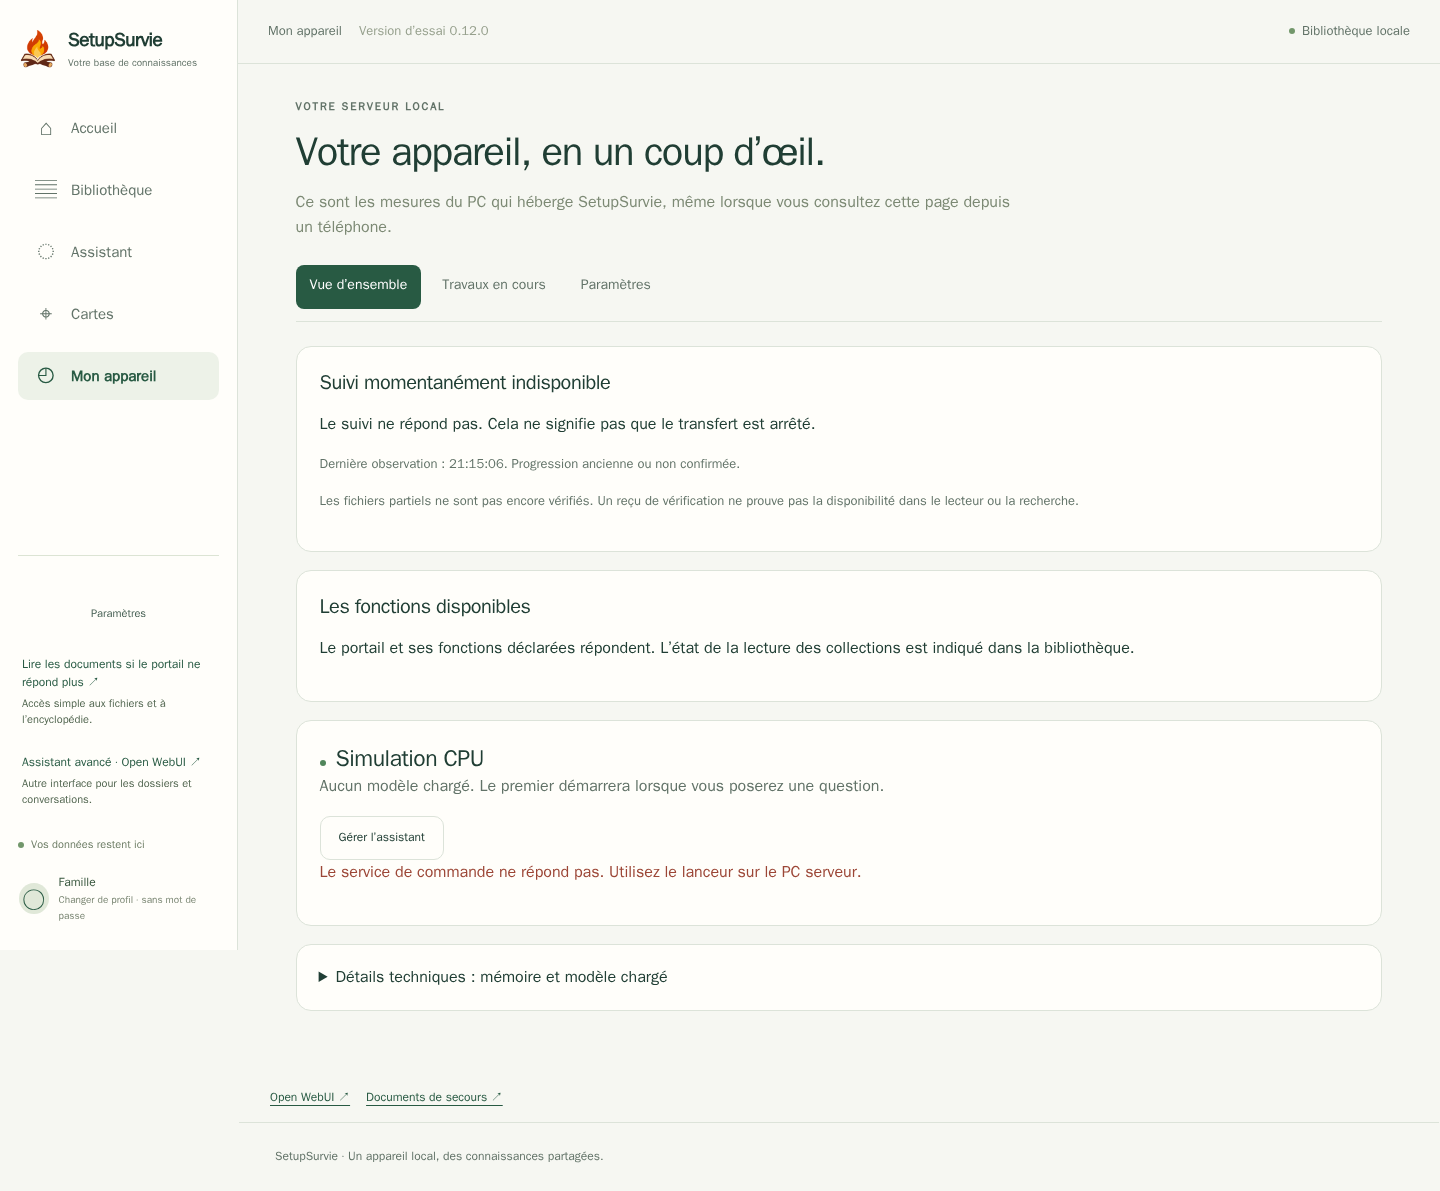 SetupSurvie
Votre base de connaissances
Accueil
Bibliothèque
Assistant
Cartes
Mon appareil
Paramètres
Lire les documents si le portail ne
répond plus ↗
Accès simple aux fichiers et à
l’encyclopédie.
Assistant avancé · Open WebUI ↗
Autre interface pour les dossiers et
conversations.
Vos données restent ici
Famille
Changer de profil · sans mot de
passe
Mon appareil Version d’essai 0.12.0
Bibliothèque locale
VOTRE SERVEUR LOCAL
Votre appareil, en un coup d’œil.
Ce sont les mesures du PC qui héberge SetupSurvie, même lorsque vous consultez cette page depuis
un téléphone.
Vue d’ensemble Travaux en cours Paramètres
Suivi momentanément indisponible
Le suivi ne répond pas. Cela ne signifie pas que le transfert est arrêté.
Dernière observation : 21:15:06. Progression ancienne ou non confirmée.
Les fichiers partiels ne sont pas encore vérifiés. Un reçu de vérification ne prouve pas la disponibilité dans le lecteur ou la recherche.
Les fonctions disponibles
Le portail et ses fonctions déclarées répondent. L’état de la lecture des collections est indiqué dans la bibliothèque.
Simulation CPU
Aucun modèle chargé. Le premier démarrera lorsque vous poserez une question.
Gérer l’assistant
Le service de commande ne répond pas. Utilisez le lanceur sur le PC serveur.
Détails techniques : mémoire et modèle chargé
Open WebUI ↗ Documents de secours ↗
SetupSurvie · Un appareil local, des connaissances partagées.